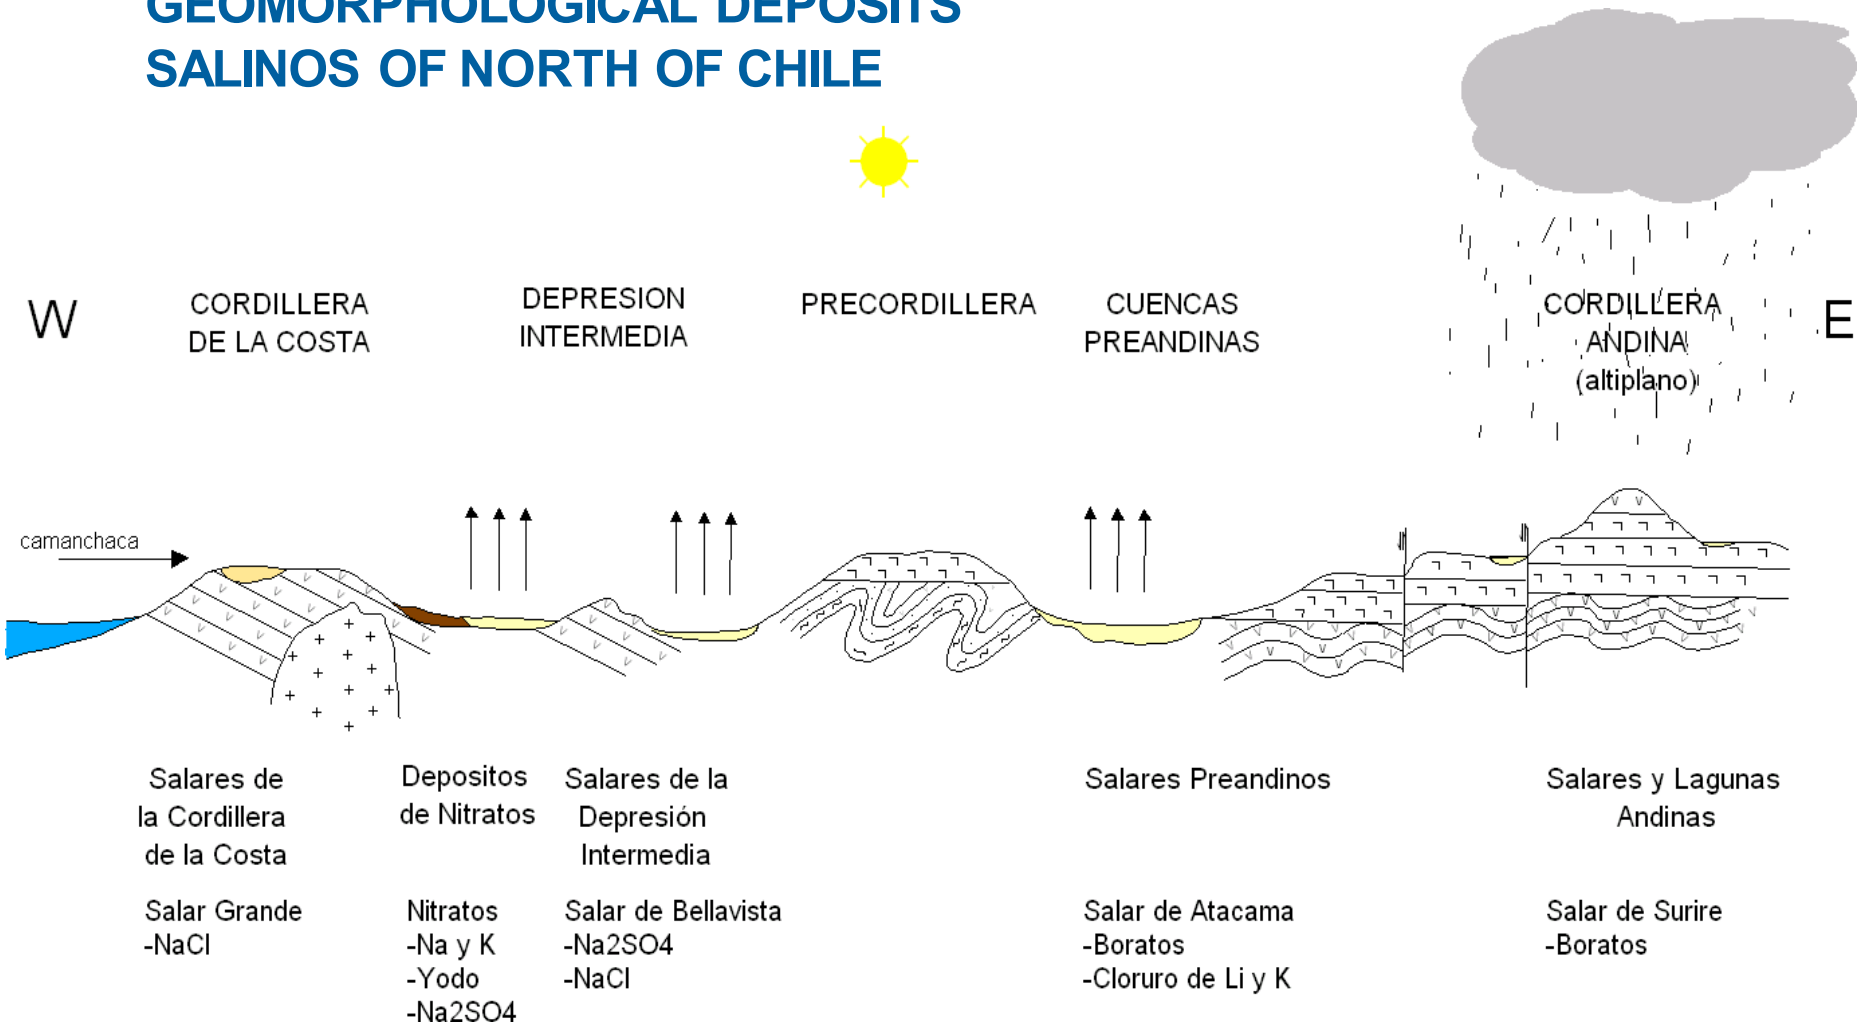 GEOMORPHOLOGICAL DEPOSITS
SALINOS OF NORTH OF CHILE
W
CORDILLERA
DE LA COSTA
DEPRESION
INTERMEDIA
PRECORDILLERA
CUENCAS
PREANDINAS
CORDILLERA
ANDINA
(altiplano)
E
camanchaca
Salares de
la Cordillera
de la Costa
Depositos
de Nitratos
Salares de la
Depresión
Intermedia
Salares Preandinos
Salares y Lagunas
Andinas
Salar Grande
-NaCl
Nitratos
-Na y K
-Yodo
-Na2SO4
Salar de Bellavista
-Na2SO4
-NaCl
Salar de Atacama
-Boratos
-Cloruro de Li y K
Salar de Surire
-Boratos